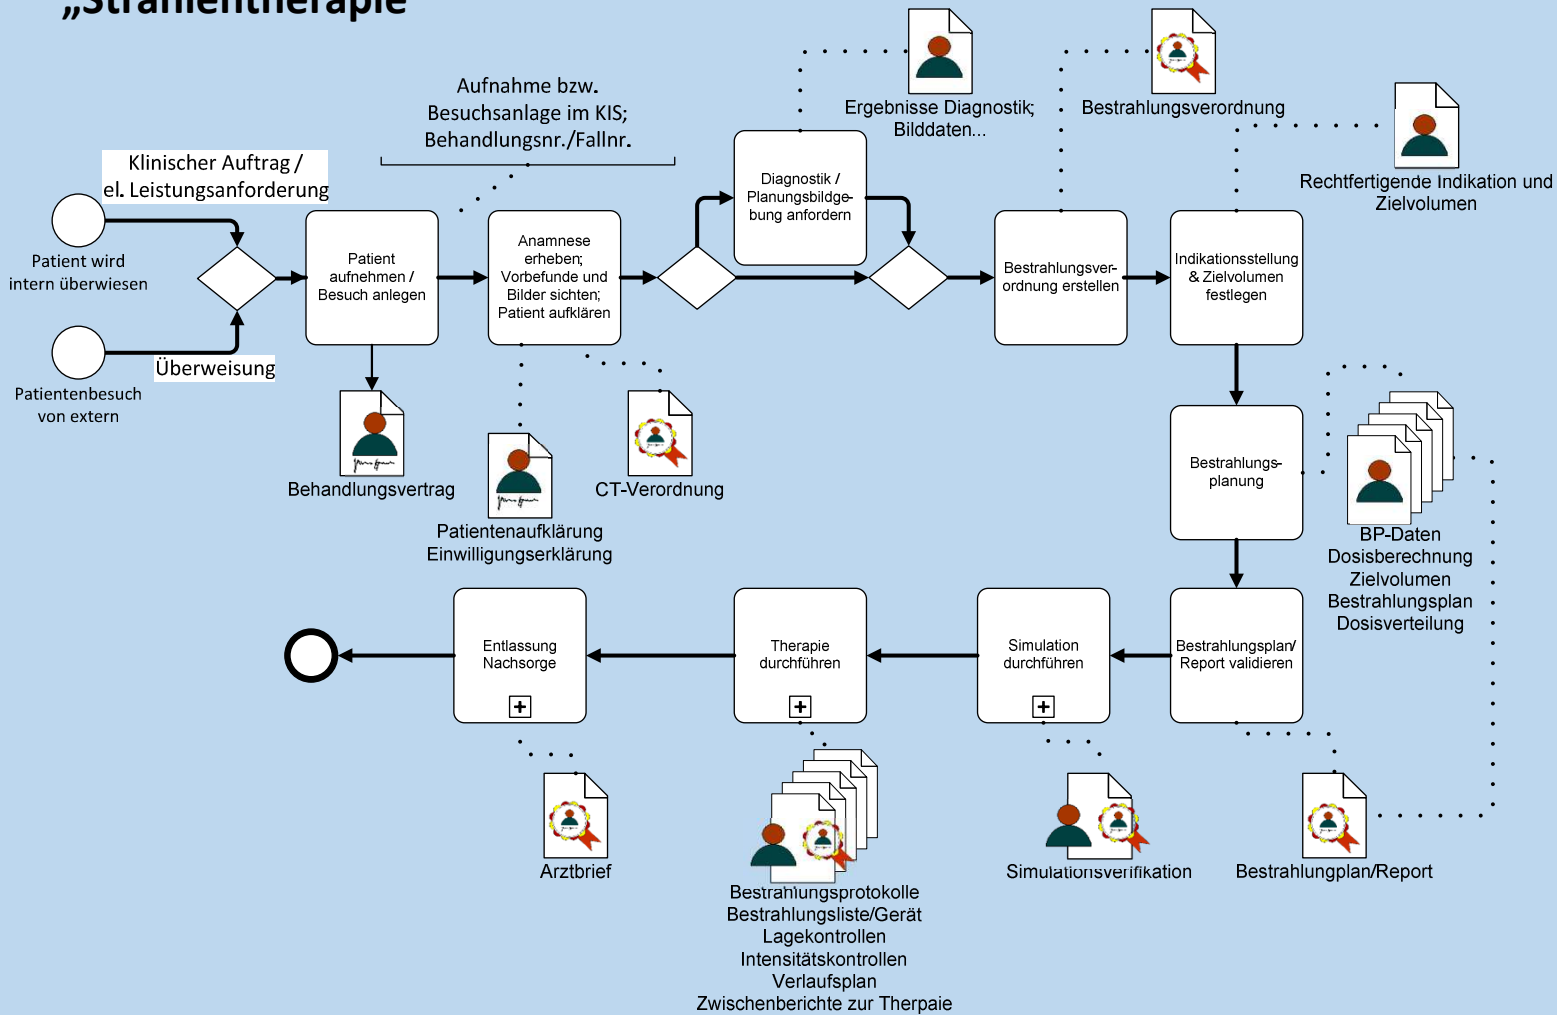 „Strahlentherapie
Aufnahme bzw.
Besuchsanlage im KIS;
Behandlungsnr./Fallnr.
Ergebnisse Diagnostik;
Bilddaten...
Bestrahlungsverordnung
Rechtfertigende Indikation und
Zielvolumen
Klinischer Auftrag /
el. Leistungsanforderung
Patient wird
intern überwiesen
Überweisung
Patientenbesuch
von extern
Patient
aufnehmen /
Besuch anlegen
Anamnese
erheben;
Vorbefunde und
Bilder sichten;
Patient aufklären
Diagnostik /
Planungsbildge-
bung anfordern
Bestrahlungsver-
ordnung erstellen
Indikationsstellung
& Zielvolumen
festlegen
Behandlungsvertrag
Patientenaufklärung
Einwilligungserklärung
CT-Verordnung
Bestrahlungs-
planung
BP-Daten
Dosisberechnung
Zielvolumen
Bestrahlungsplan
Dosisverteilung
Entlassung
Nachsorge
Therapie
durchführen
Simulation
durchführen
Bestrahlungsplan/
Report validieren
Arztbrief
Bestrahlungsprotokolle
Bestrahlungsliste/Gerät
Lagekontrollen
Intensitätskontrollen
Verlaufsplan
Zwischenberichte zur Therpaie
Simulationsverifikation
Bestrahlungplan/Report